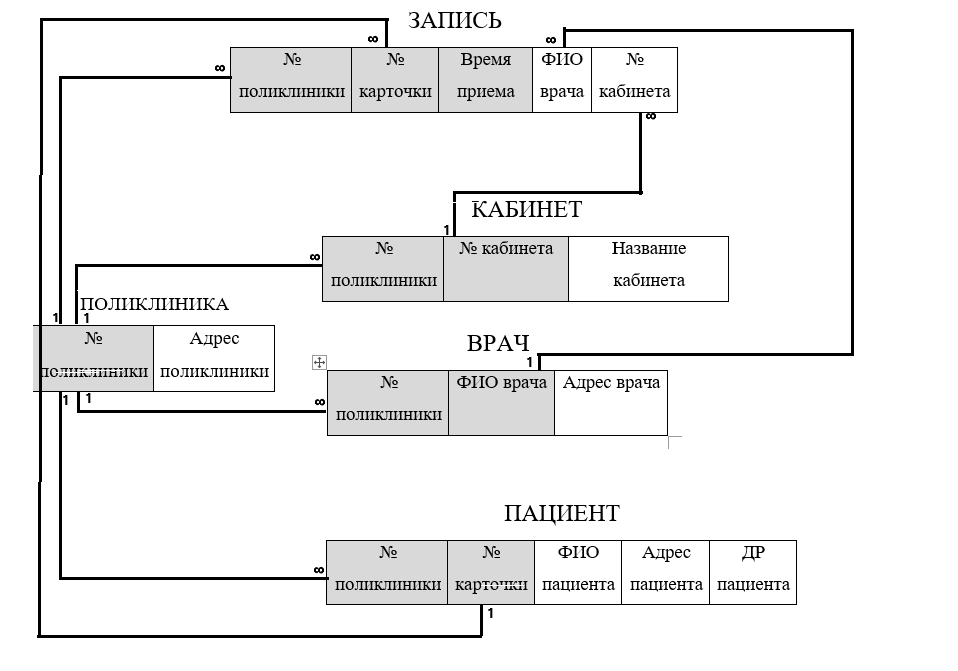 ЗАПИСЬ
∞ ∞
∞ № № Время ФИО №
поликлиники карточки приема врача кабинета
∞
КАБИНЕТ
1
∞ № № кабинета Название
поликлиники кабинета
ПОЛИКЛИНИКА
1 1
№ Адрес
поликлиники поликлиники
ВРАЧ
1
№ ФИО врача Адрес врача
поликлиники
1 1 ∞
ПАЦИЕНТ
№ № ФИО Адрес ДР
∞ поликлиники карточки пациента пациента пациента
1